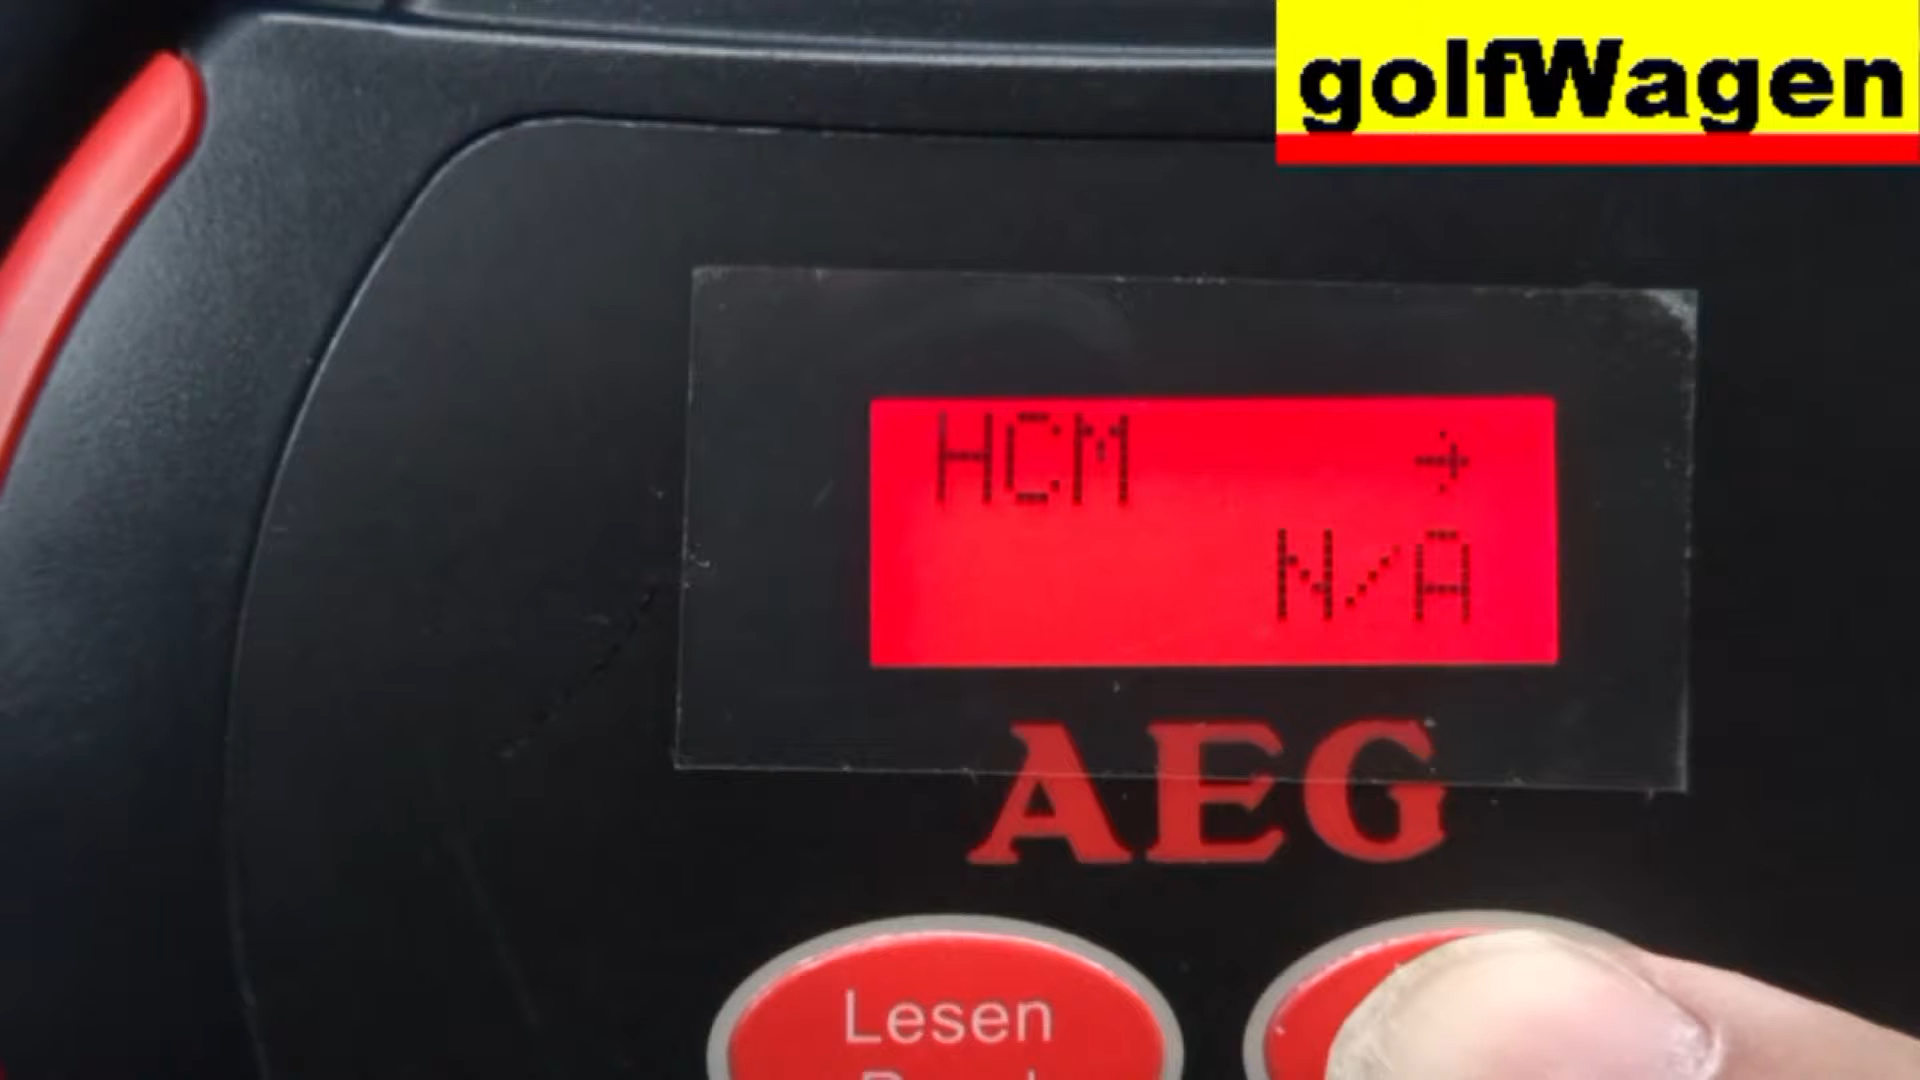 golfWagen
HCM →
N/A
AEG
Lesen